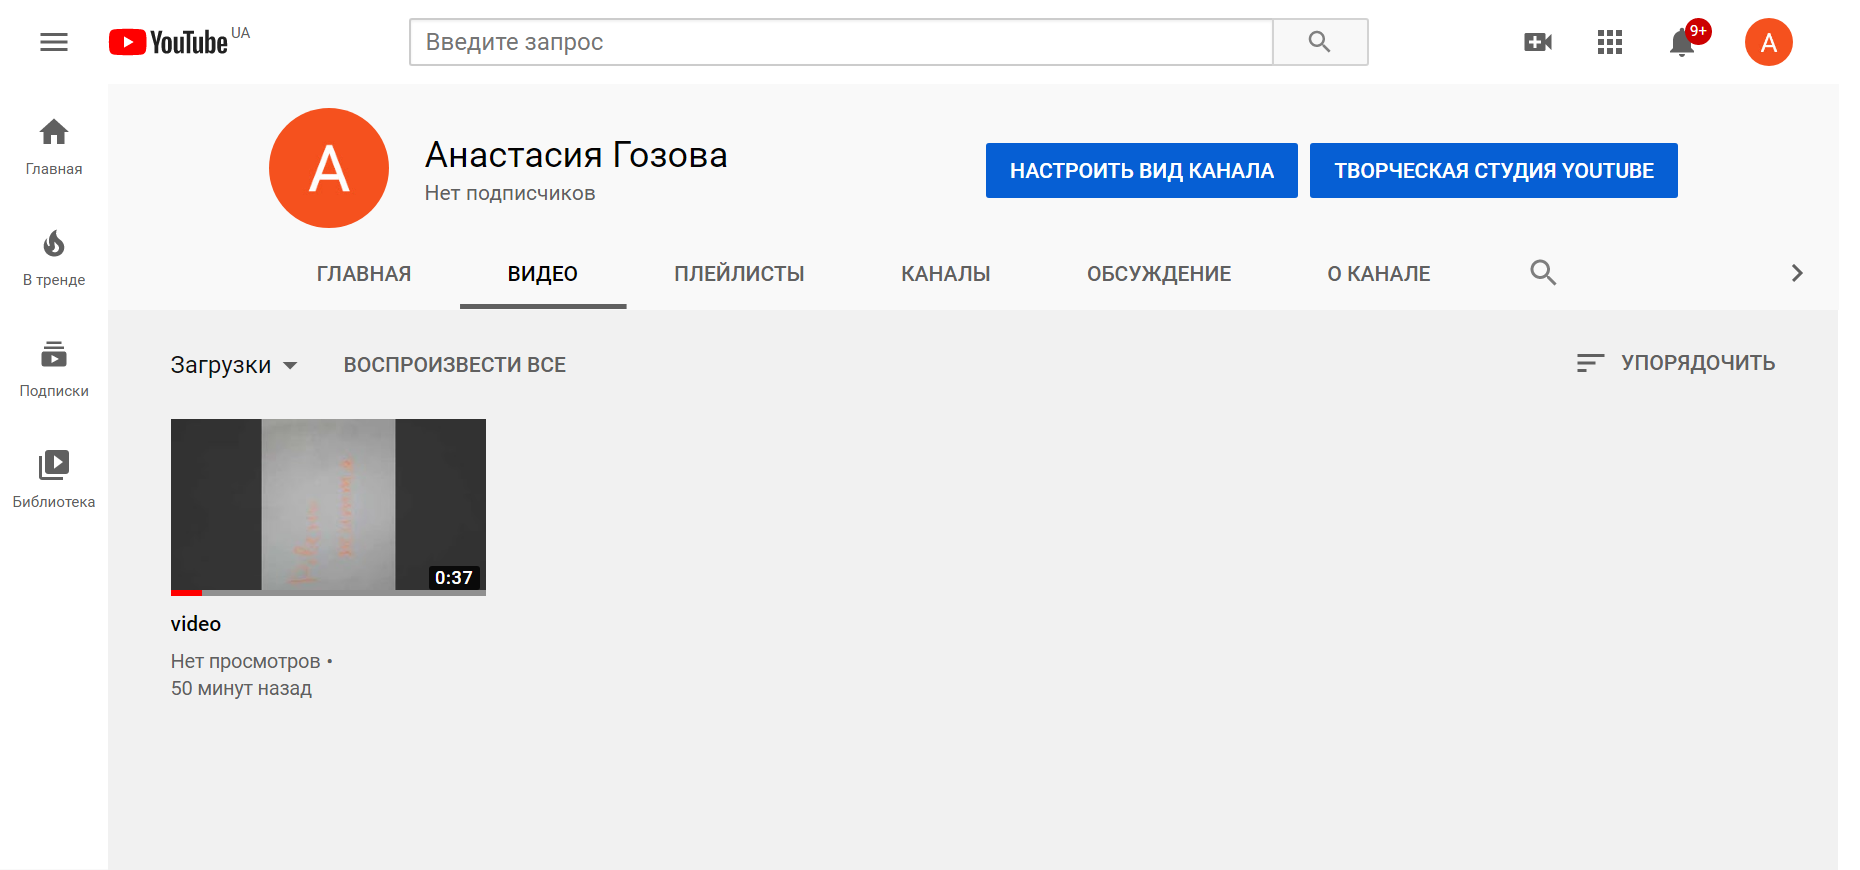 YouTube UA
Введите запрос
9+
A
Главная
В тренде
Подписки
Библиотека
A
Анастасия Гозова
Нет подписчиков
НАСТРОИТЬ ВИД КАНАЛА
ТВОРЧЕСКАЯ СТУДИЯ YOUTUBE
ГЛАВНАЯ ВИДЕО ПЛЕЙЛИСТЫ КАНАЛЫ ОБСУЖДЕНИЕ О КАНАЛЕ
Загрузки ВОСПРОИЗВЕСТИ ВСЕ УПОРЯДОЧИТЬ
0:37
video
Нет просмотров •
50 минут назад